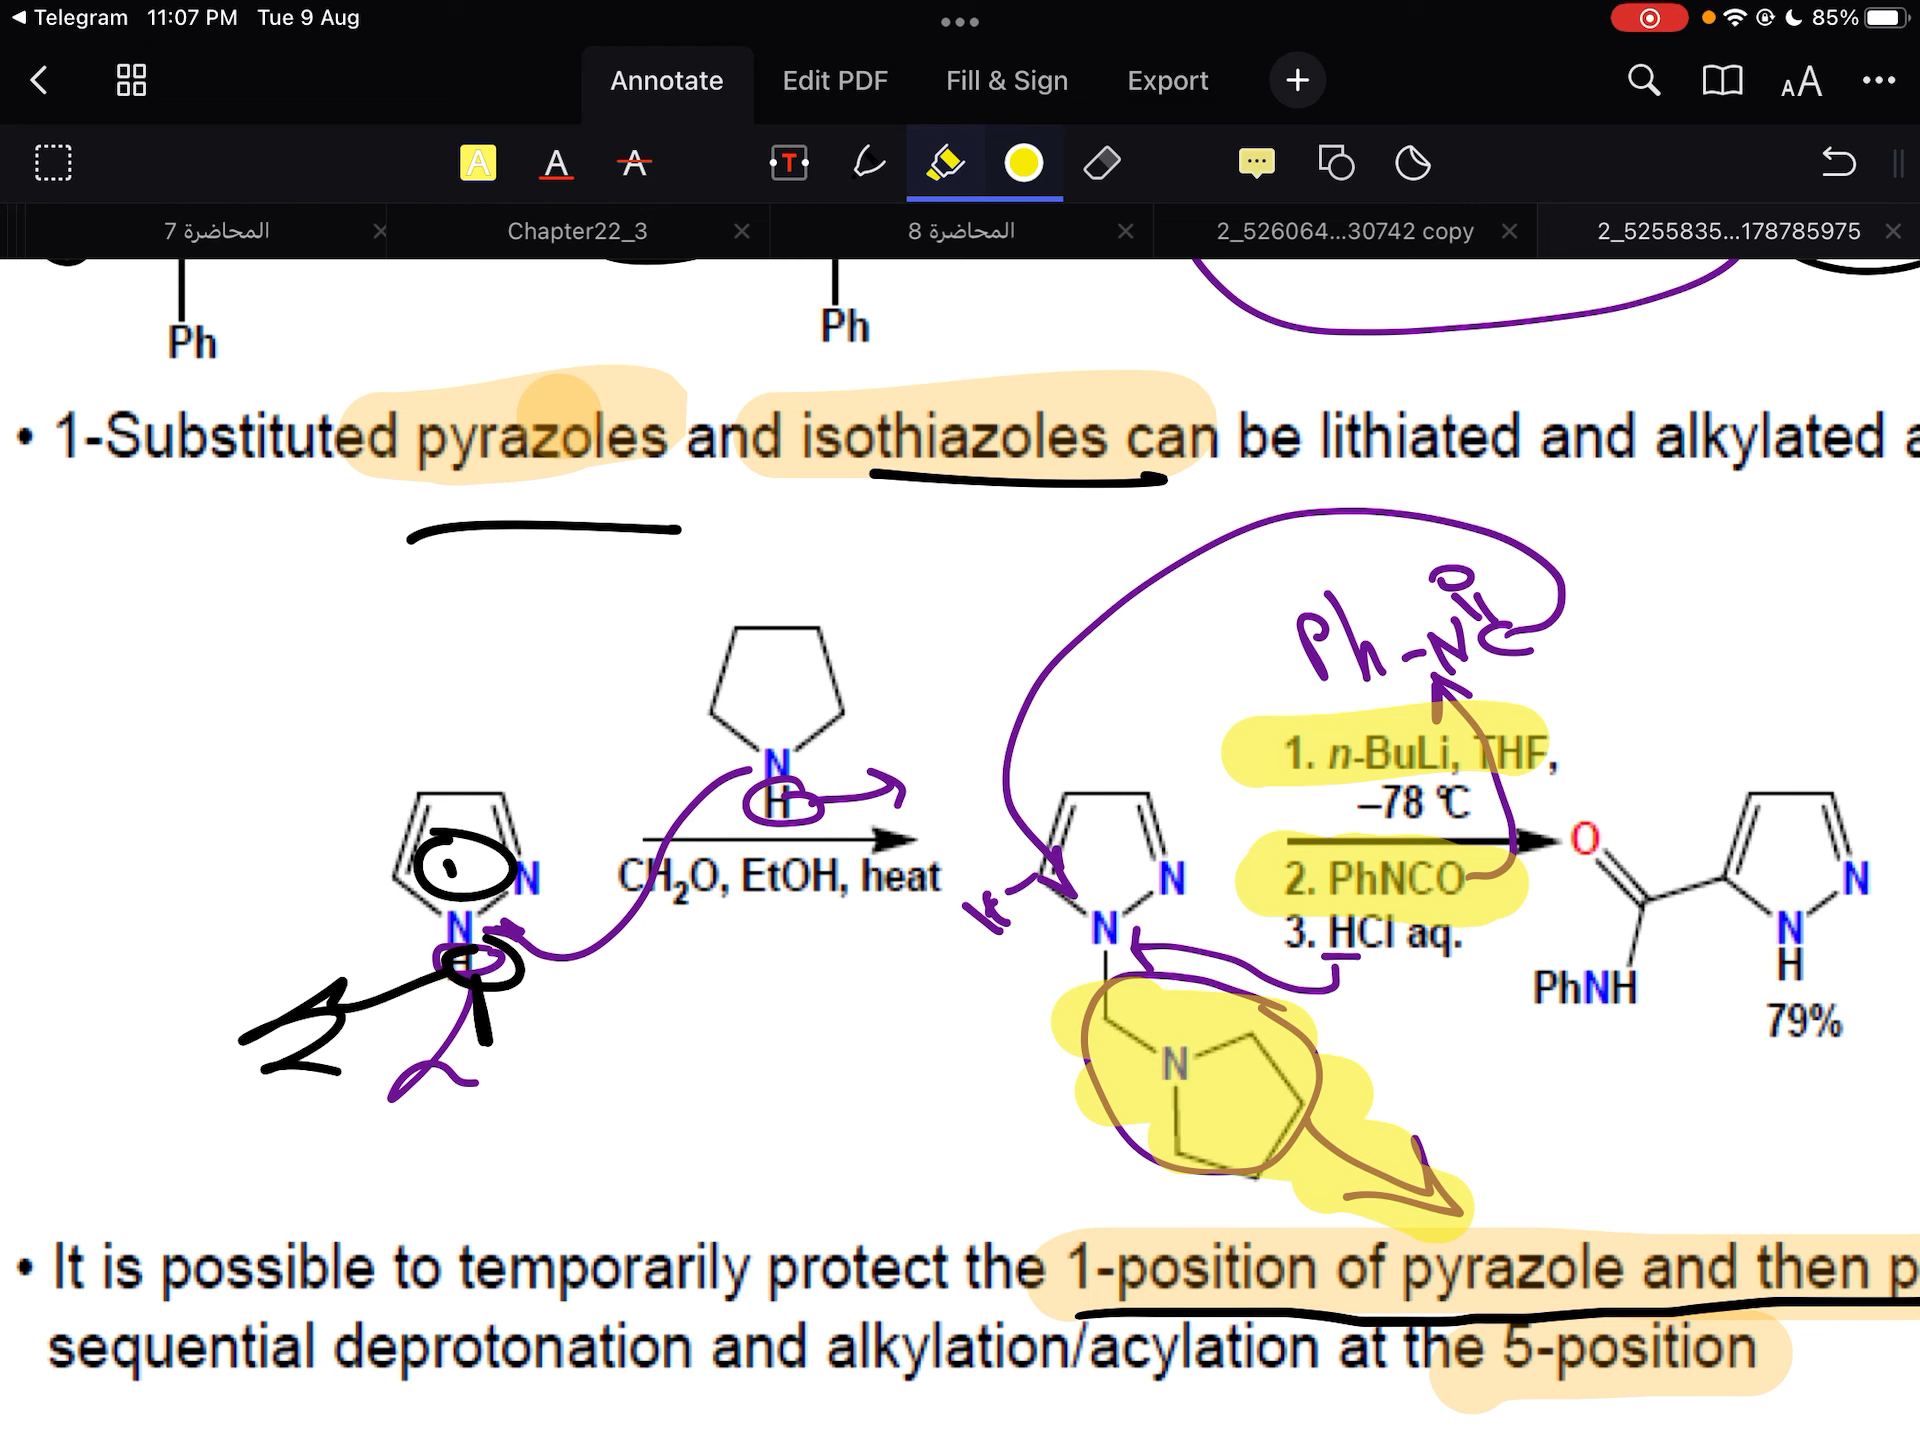 Telegram 11:07 PM Tue 9 Aug 85%
Annotate Edit PDF Fill & Sign Export
A A A T AA
المحاضرة 7 Chapter22_3 المحاضرة 8 2_526064...30742 copy 2_5255835...178785975
Ph Ph
• 1-Substituted pyrazoles and isothiazoles can be lithiated and alkylated a
O
Ph-NC
N
H
1. n-BuLi, THF,
–78 ℃
CH₂O, EtOH, heat
2. PhNCO
3. HCl aq.
N
N
H
N
N
N
O
N
N
H
PhNH
79%
• It is possible to temporarily protect the 1-position of pyrazole and then p
sequential deprotonation and alkylation/acylation at the 5-position